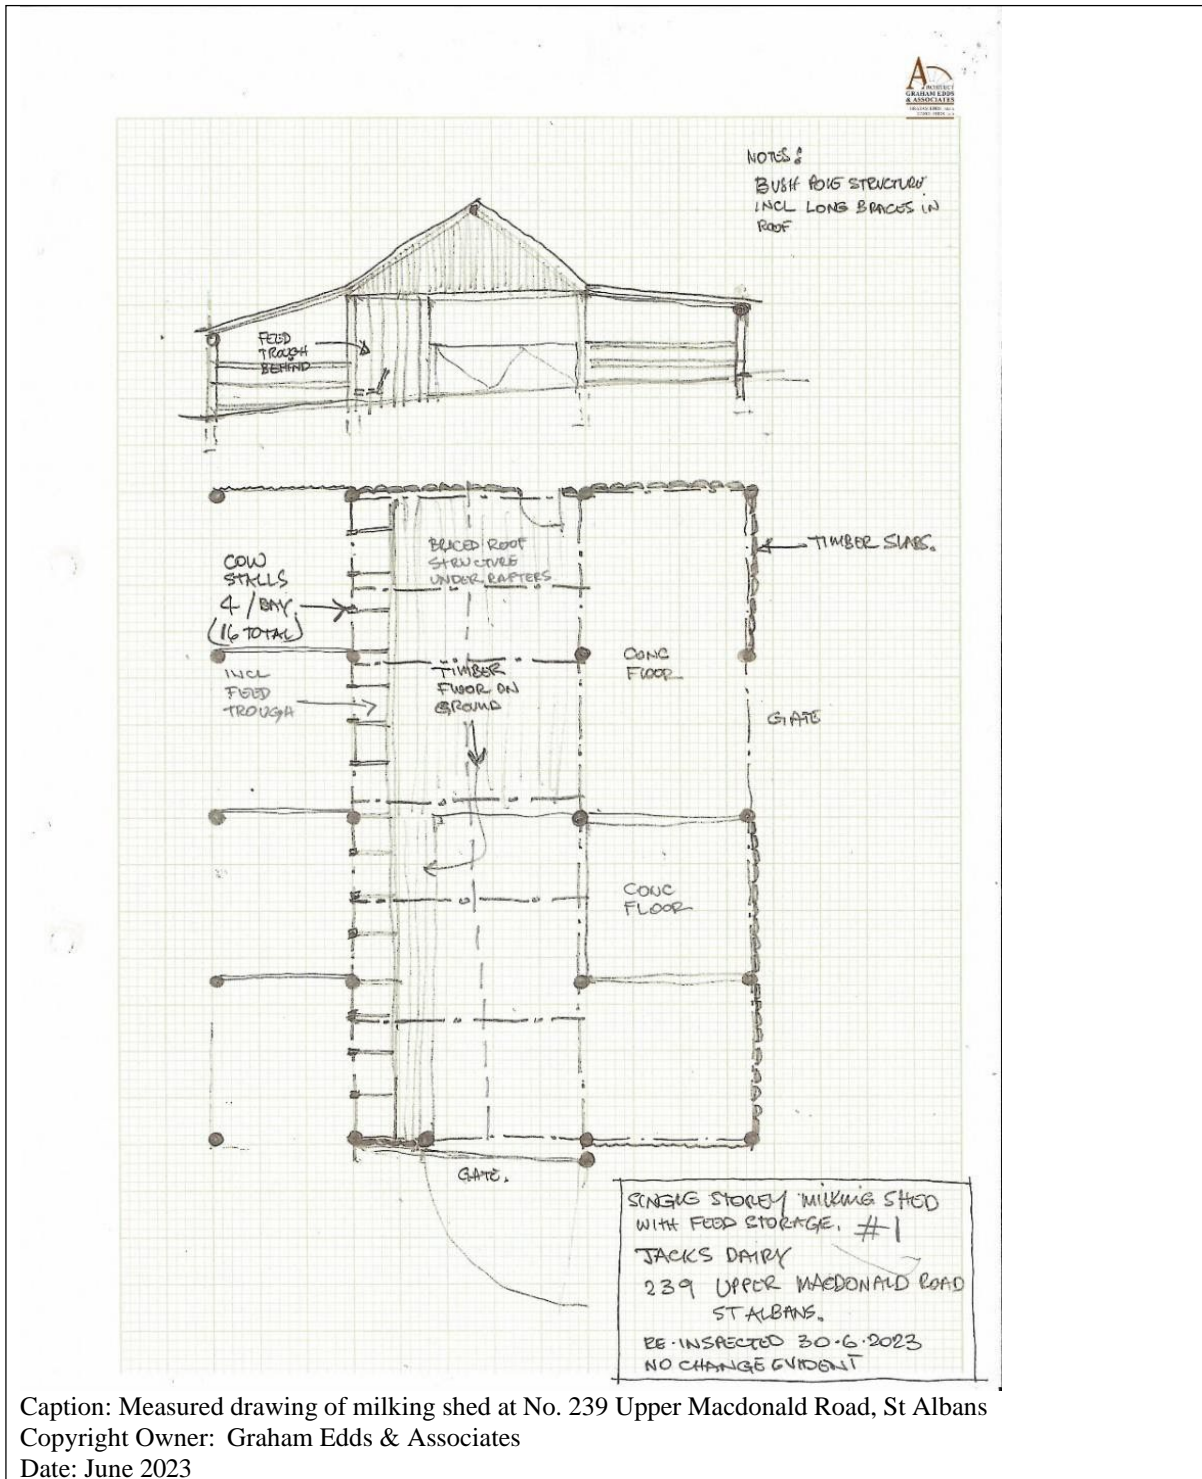 ARCHITECT
GRAHAM EDDS
& ASSOCIATES
NOTES:
BUSH POLE STRUCTURE
INCL LONG BRACES IN
ROOF
FEED
TROUGH
BEHIND
BRACED ROOF
STRUCTURE
UNDER RAFTERS
TIMBER SLABS.
COW
STALLS
4 / BAY
(16 TOTAL)
INCL
FEED
TROUGH
TIMBER
FLOOR ON
GROUND
CONC
FLOOR
GATE
CONC
FLOOR
GATE.
SINGLE STOREY MILKING SHED
WITH FEED STORAGE. #1
JACKS DAIRY
239 UPPER MACDONALD ROAD
ST ALBANS.
RE-INSPECTED 30.6.2023
NO CHANGE EVIDENT
Caption: Measured drawing of milking shed at No. 239 Upper Macdonald Road, St Albans
Copyright Owner: Graham Edds & Associates
Date: June 2023